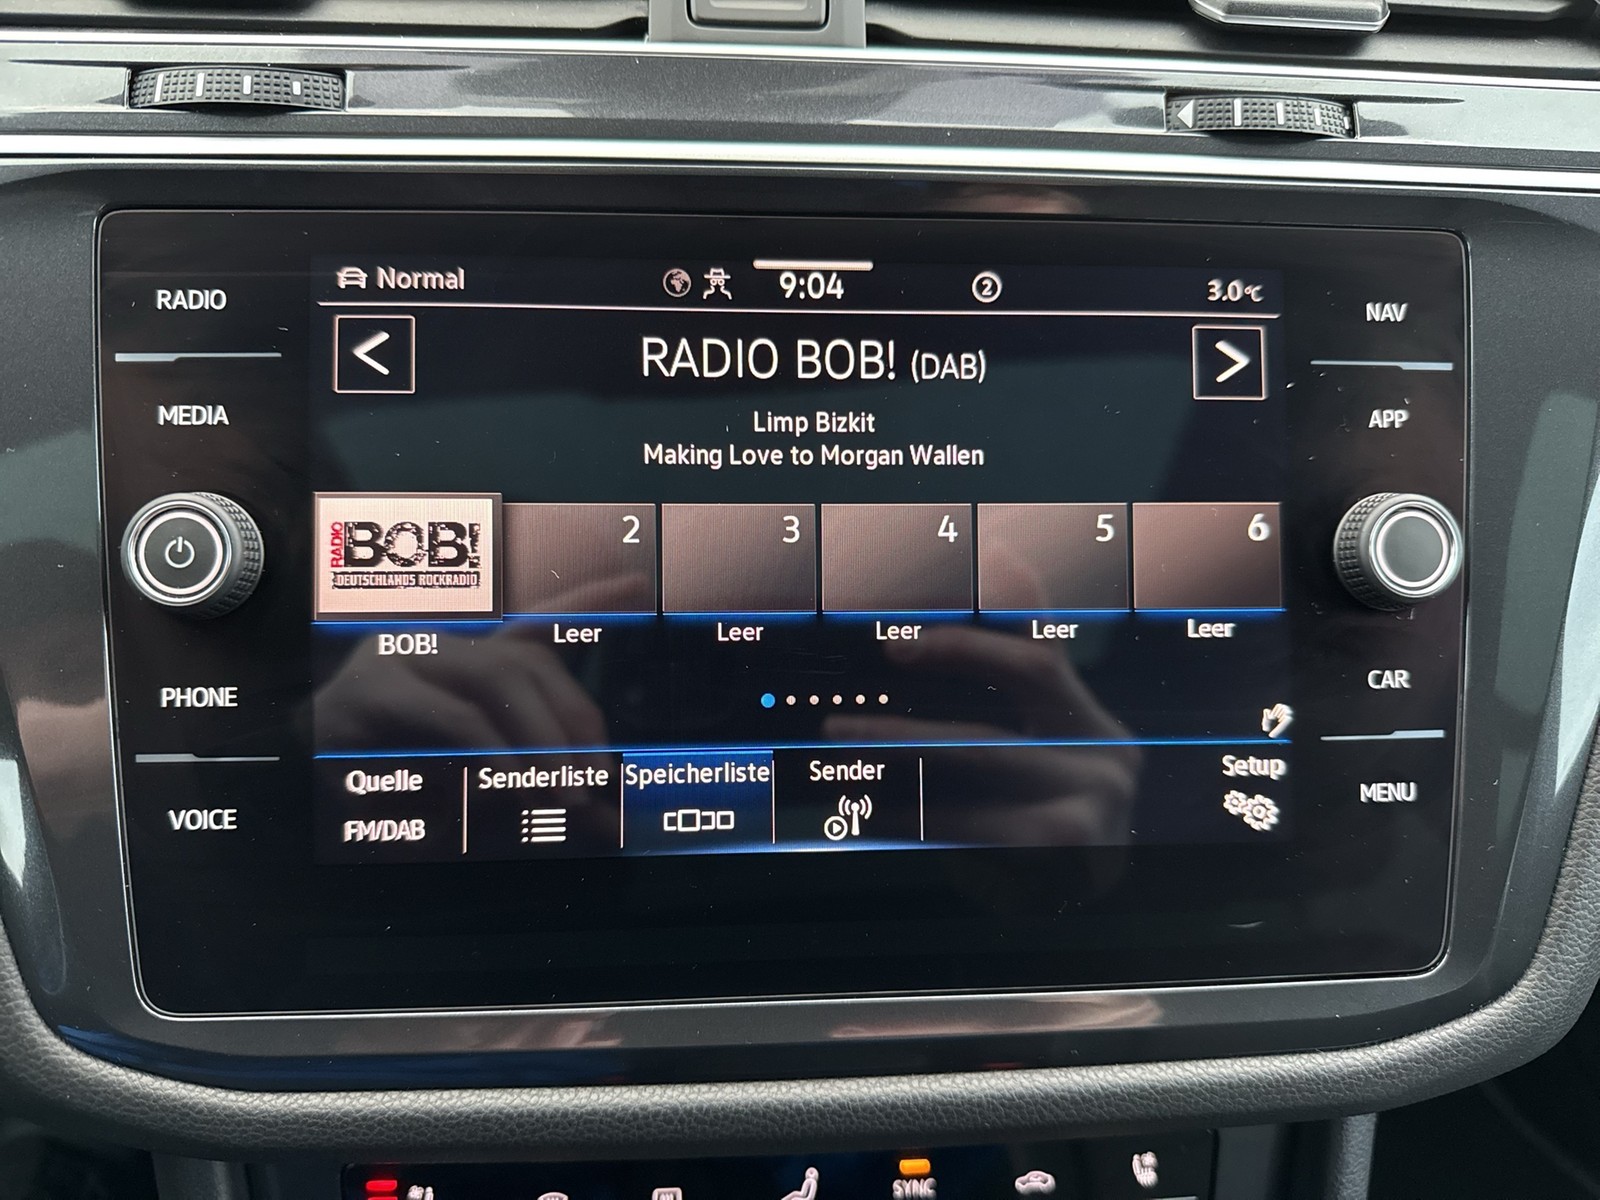 RADIO
MEDIA
PHONE
VOICE
Normal
9:04
2
3.0°C
<
RADIO BOB! (DAB)
>
Limp Bizkit
Making Love to Morgan Wallen
RADIO BOB!
DEUTSCHLANDS ROCKRADIO
2
3
4
5
6
BOB!
Leer
Leer
Leer
Leer
Leer
Quelle
FM/DAB
Senderliste
Speicherliste
Sender
Setup
NAV
APP
CAR
MENU
SYNC